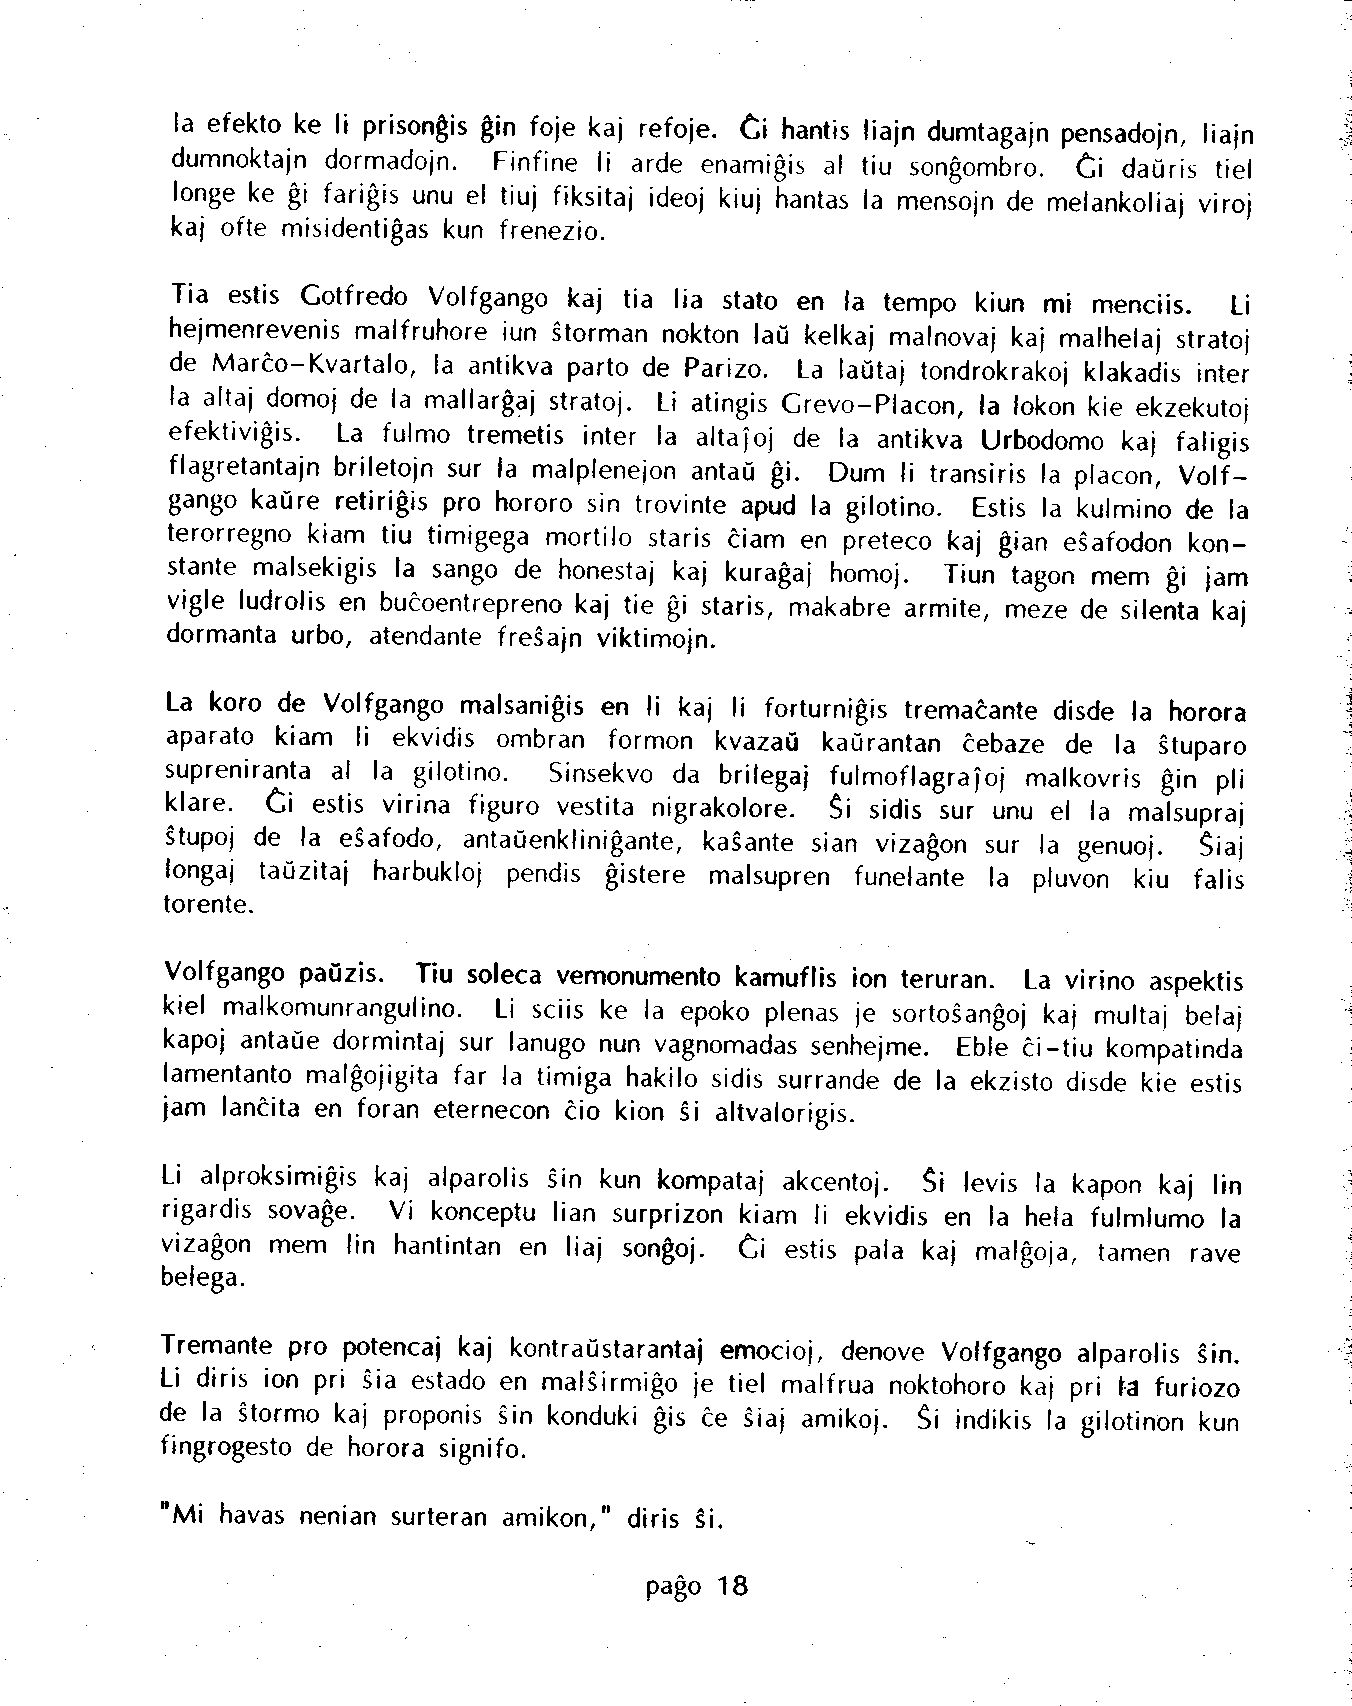 la efekto ke li prisonĝis ĝin foje kaj refoje. Ĝi hantis liajn dumtagajn pensadojn, liajn
dumnoktajn dormadojn. Finfine li arde enamiĝis al tiu sonĝombro. Ĝi daŭris tiel
longe ke ĝi fariĝis unu el tiuj fiksitaj ideoj kiuj hantas la mensojn de melankoliaj viroj
kaj ofte misidentiĝas kun frenezio.
Tia estis Gotfredo Volfgango kaj tia lia stato en la tempo kiun mi menciis. Li
hejmenrevenis malfruhore iun ŝtorman nokton laŭ kelkaj malnovaj kaj malhelaj stratoj
de Marĉo-Kvartalo, la antikva parto de Parizo. La laŭtaj tondrokrakoj klakadis inter
la altaj domoj de la mallarĝaj stratoj. Li atingis Grevo-Placon, la lokon kie ekzekutoj
efektiviĝis. La fulmo tremetis inter la altaĵoj de la antikva Urbodomo kaj faligis
flagretantajn briletojn sur la malplenejon antaŭ ĝi. Dum li transiris la placon, Volf-
gango kaŭre retiriĝis pro hororo sin trovinte apud la gilotino. Estis la kulmino de la
terorregno kiam tiu timigega mortilo staris ĉiam en preteco kaj ĝian eŝafodon kon-
stante malsekigis la sango de honestaj kaj kuraĝaj homoj. Tiun tagon mem ĝi jam
vigle ludrolis en buĉoentrepreno kaj tie ĝi staris, makabre armite, meze de silenta kaj
dormanta urbo, atendante freŝajn viktimojn.
La koro de Volfgango malsaniĝis en li kaj li forturniĝis tremaĉante disde la horora
aparato kiam li ekvidis ombran formon kvazaŭ kaŭrantan ĉebaze de la ŝtuparo
supreniranta al la gilotino. Sinsekvo da brilegaj fulmoflagraĵoj malkovris ĝin pli
klare. Ĝi estis virina figuro vestita nigrakolore. Ŝi sidis sur unu el la malsupraj
ŝtupoj de la eŝafodo, antaŭenkliniĝante, kaŝante sian vizaĝon sur la genuoj. Ŝiaj
longaj taŭzitaj harbukloj pendis ĝistere malsupren funelante la pluvon kiu falis
torente.
Volfgango paŭzis. Tiu soleca vemonumento kamuflis ion teruran. La virino aspektis
kiel malkomunrangulino. Li sciis ke la epoko plenas je sortoŝanĝoj kaj multaj belaj
kapoj antaŭe dormintaj sur lanugo nun vagnomadas senhejme. Eble ĉi-tiu kompatinda
lamentanto malĝojigita far la timiga hakilo sidis surrande de la ekzisto disde kie estis
jam lanĉita en foran eternecon ĉio kion ŝi altvalorigis.
Li alproksimiĝis kaj alparolis ŝin kun kompataj akcentoj. Ŝi levis la kapon kaj lin
rigardis sovaĝe. Vi konceptu lian surprizon kiam li ekvidis en la hela fulmlumo la
vizaĝon mem lin hantintan en liaj sonĝoj. Ĝi estis pala kaj malĝoja, tamen rave
belega.
Tremante pro potencaj kaj kontraŭstarantaj emocioj, denove Volfgango alparolis ŝin.
Li diris ion pri ŝia estado en malŝirmiĝo je tiel malfrua noktohoro kaj pri la furiozo
de la ŝtormo kaj proponis ŝin konduki ĝis ĉe ŝiaj amikoj. Ŝi indikis la gilotinon kun
fingrogesto de horora signifo.
"Mi havas nenian surteran amikon," diris ŝi.
paĝo 18